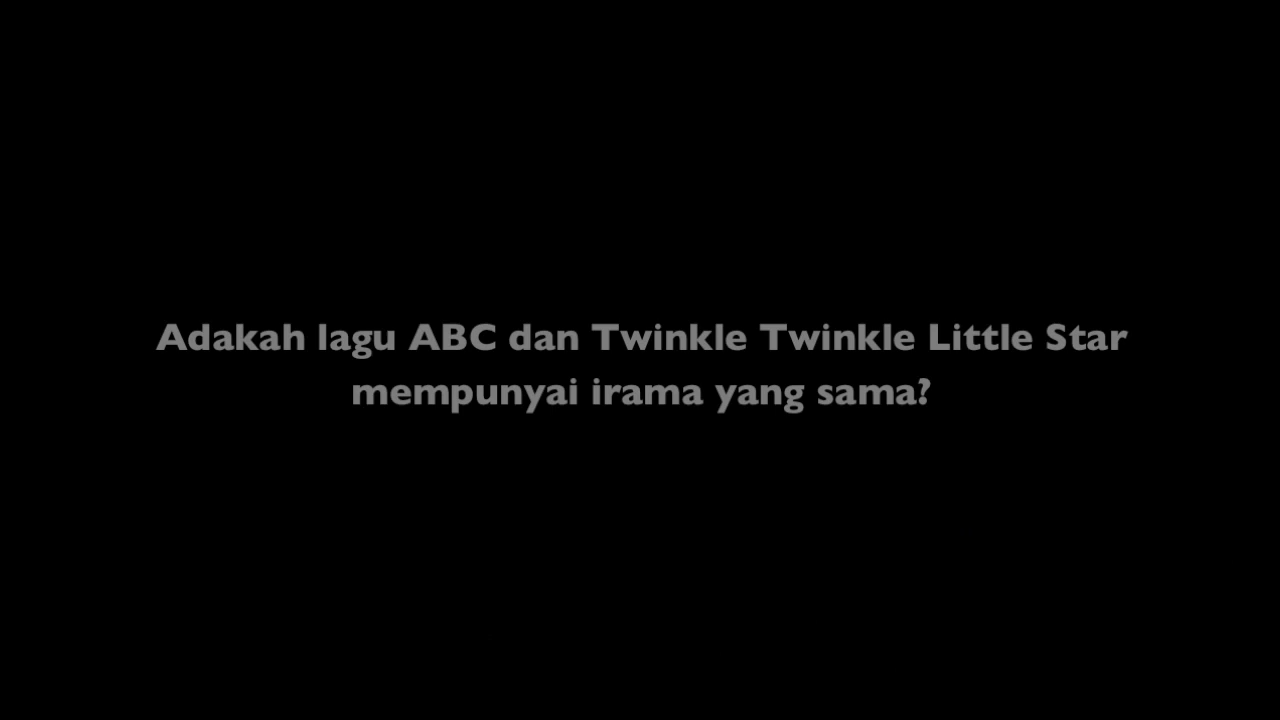 Adakah lagu ABC dan Twinkle Twinkle Little Star
mempunyai irama yang sama?